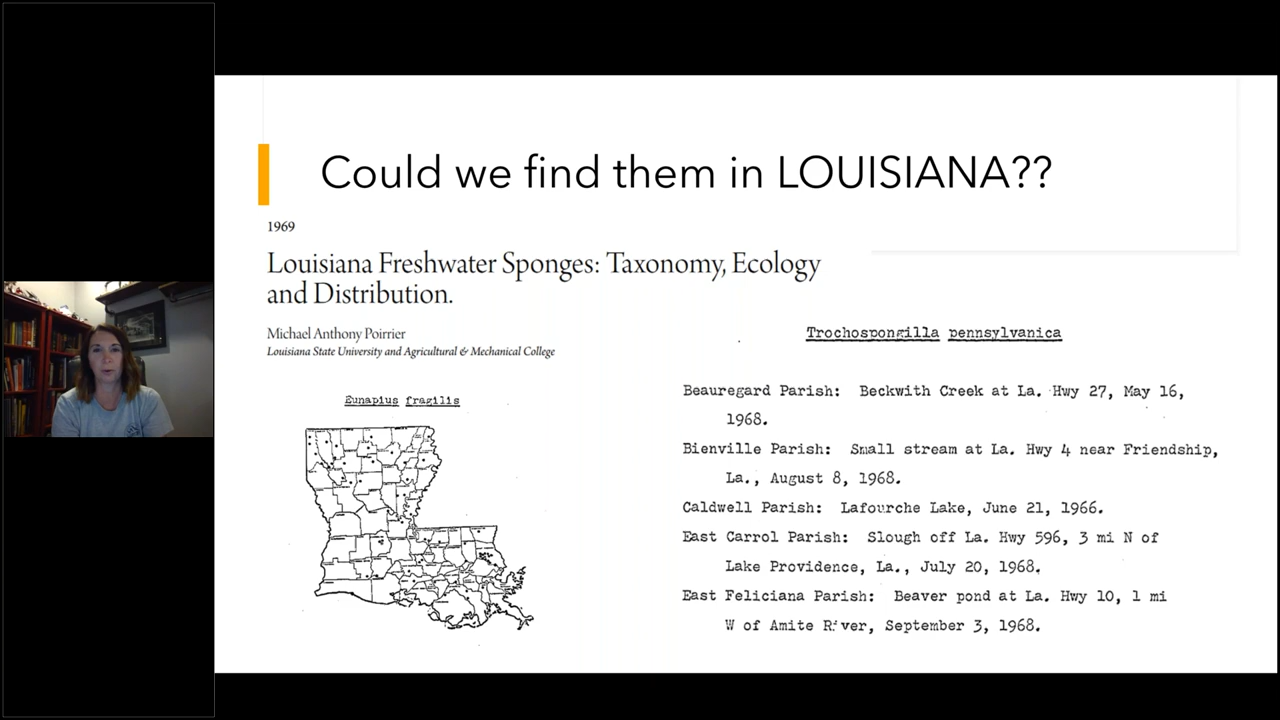 Could we find them in LOUISIANA??
1969
Louisiana Freshwater Sponges: Taxonomy, Ecology
and Distribution.
Michael Anthony Poirrier
Louisiana State University and Agricultural & Mechanical College
Eunapius fragilis
Trochospongilla pennsylvanica
Beauregard Parish: Beckwith Creek at La. Hwy 27, May 16,
1968.
Bienville Parish: Small stream at La. Hwy 4 near Friendship,
La., August 8, 1968.
Caldwell Parish: Lafourche Lake, June 21, 1966.
East Carrol Parish: Slough off La. Hwy 596, 3 mi N of
Lake Providence, La., July 20, 1968.
East Feliciana Parish: Beaver pond at La. Hwy 10, 1 mi
W of Amite River, September 3, 1968.